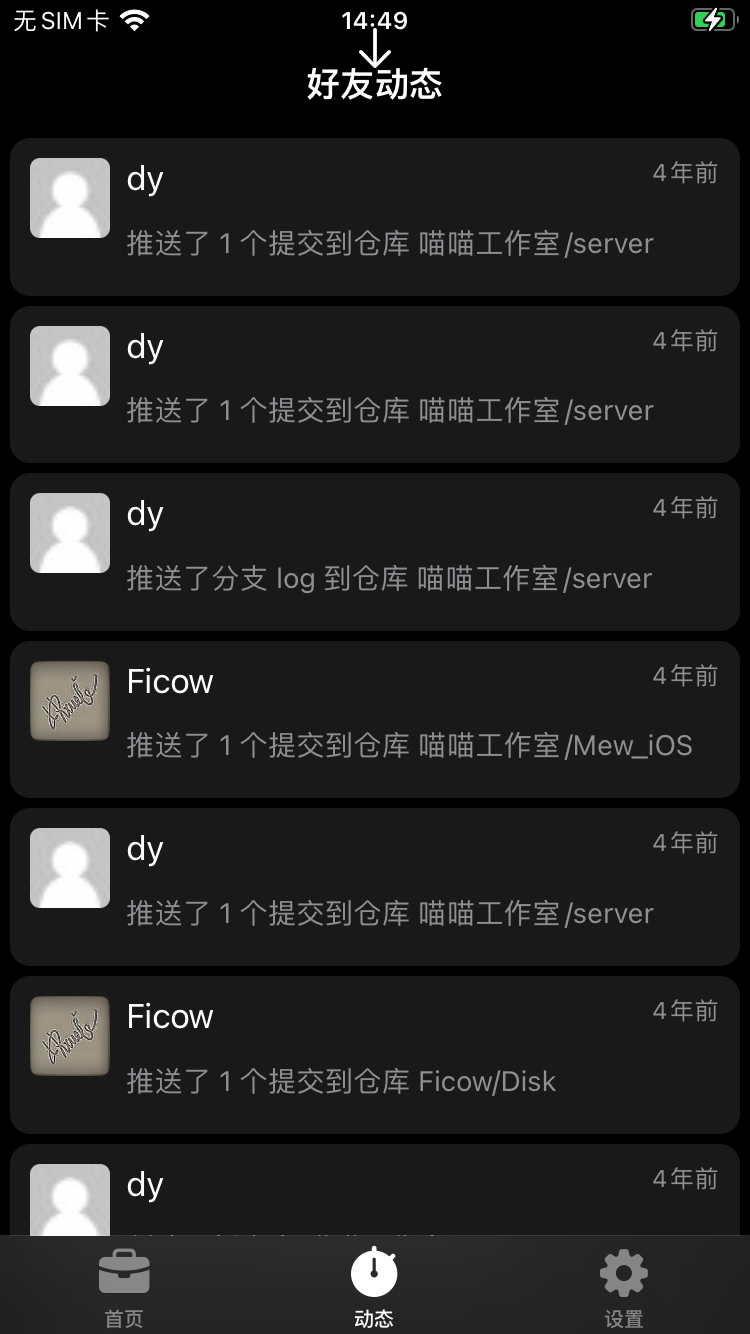 无SIM卡
14:49
好友动态
dy
4年前
推送了 1 个提交到仓库 喵喵工作室/server
dy
4年前
推送了 1 个提交到仓库 喵喵工作室/server
dy
4年前
推送了分支 log 到仓库 喵喵工作室/server
Ficow
4年前
推送了 1 个提交到仓库 喵喵工作室/Mew_iOS
dy
4年前
推送了 1 个提交到仓库 喵喵工作室/server
Ficow
4年前
推送了 1 个提交到仓库 Ficow/Disk
dy
4年前
首页
动态
设置